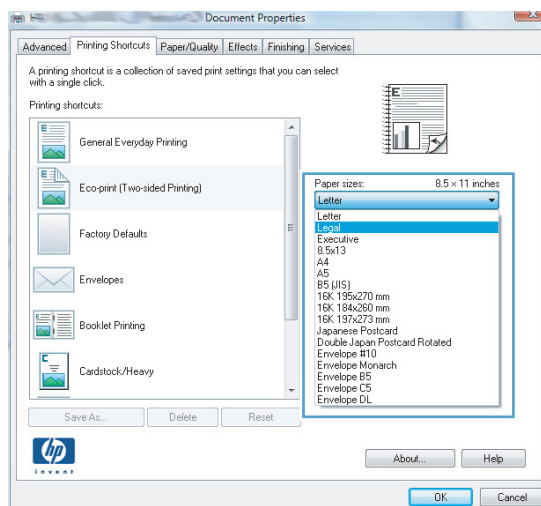 Document Properties
Advanced Printing Shortcuts Paper/Quality Effects Finishing Services
A printing shortcut is a collection of saved print settings that you can select
with a single click.
Printing shortcuts:
E
General Everyday Printing
E
Eco-print (Two-sided Printing)
Factory Defaults
Envelopes
E
Booklet Printing
C
Cardstock/Heavy
E
Paper sizes: 8.5 × 11 inches
Letter
Letter
Legal
Executive
8.5x13
A4
A5
B5 (JIS)
16K 195x270 mm
16K 184x260 mm
16K 197x273 mm
Japanese Postcard
Double Japan Postcard Rotated
Envelope #10
Envelope Monarch
Envelope B5
Envelope C5
Envelope DL
Save As... Delete Reset
hp
invent
About... Help
OK Cancel